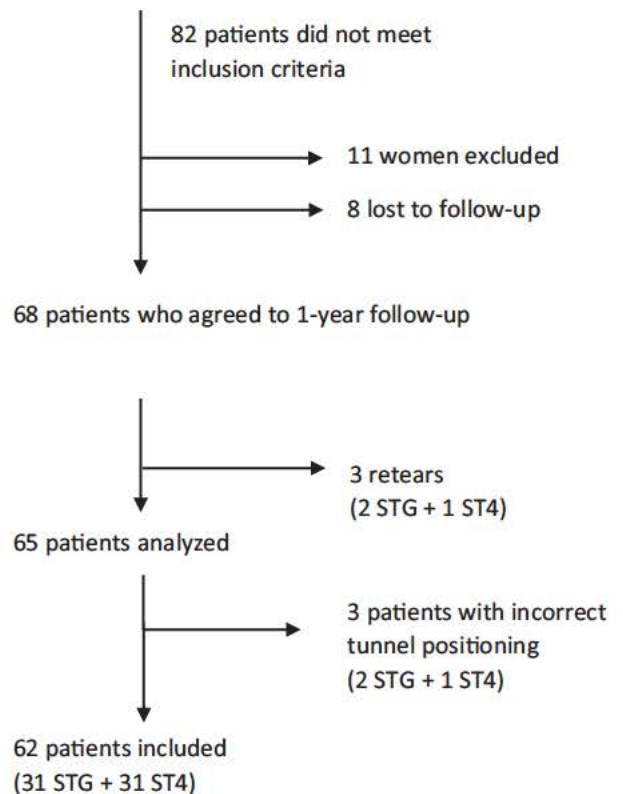 82 patients did not meet
inclusion criteria
11 women excluded
8 lost to follow-up
68 patients who agreed to 1-year follow-up
3 retears
(2 STG + 1 ST4)
65 patients analyzed
3 patients with incorrect
tunnel positioning
(2 STG + 1 ST4)
62 patients included
(31 STG + 31 ST4)